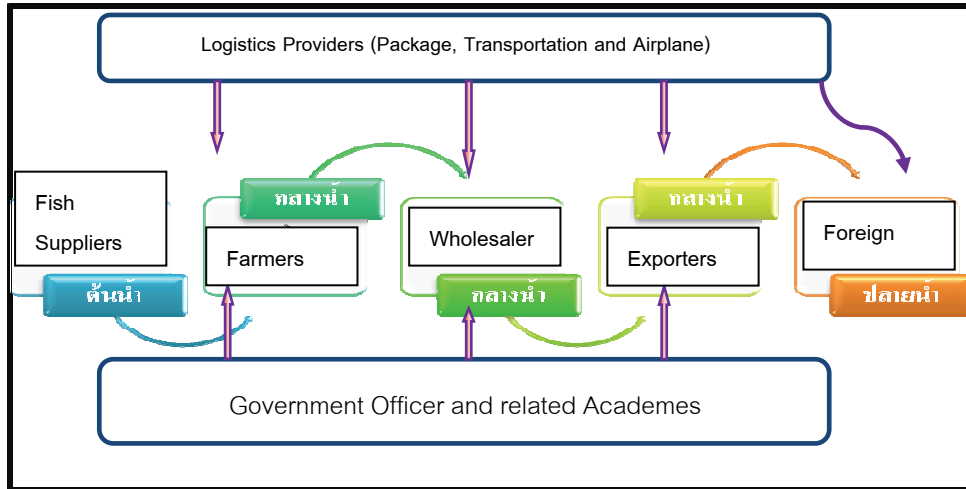 Logistics Providers (Package, Transportation and Airplane)
Fish
Suppliers
ต้นน้ำ
กลางน้ำ
Farmers
Wholesaler
กลางน้ำ
กลางน้ำ
Exporters
Foreign
ปลายน้ำ
Government Officer and related Academes